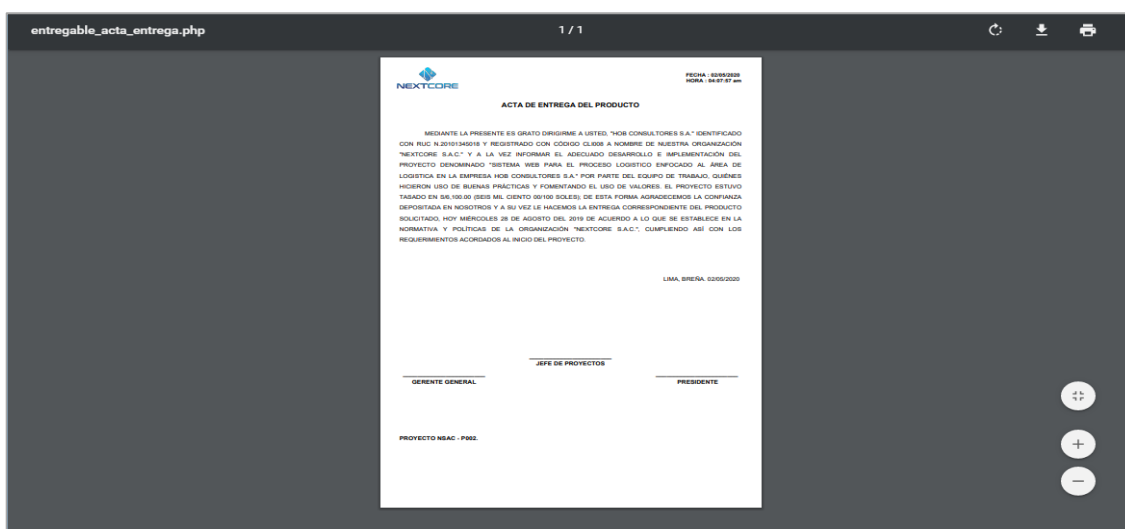 entregable_acta_entrega.php
1 / 1
NEXTCORE
FECHA : 02/05/2020
HORA : 04:07:57 am
ACTA DE ENTREGA DEL PRODUCTO
MEDIANTE LA PRESENTE ES GRATO DIRIGIRME A USTED, "HOB CONSULTORES S.A." IDENTIFICADO
CON RUC N.20101345018 Y REGISTRADO CON CÓDIGO CLI008 A NOMBRE DE NUESTRA ORGANIZACIÓN
"NEXTCORE S.A.C." Y A LA VEZ INFORMAR EL ADECUADO DESARROLLO E IMPLEMENTACIÓN DEL
PROYECTO DENOMINADO "SISTEMA WEB PARA EL PROCESO LOGISTICO ENFOCADO AL ÁREA DE
LOGISTICA EN LA EMPRESA HOB CONSULTORES S.A." POR PARTE DEL EQUIPO DE TRABAJO, QUIÉNES
HICIERON USO DE BUENAS PRÁCTICAS Y FOMENTANDO EL USO DE VALORES. EL PROYECTO ESTUVO
TASADO EN S/6,100.00 (SEIS MIL CIENTO 00/100 SOLES); DE ESTA FORMA AGRADECEMOS LA CONFIANZA
DEPOSITADA EN NOSOTROS Y A SU VEZ LE HACEMOS LA ENTREGA CORRESPONDIENTE DEL PRODUCTO
SOLICITADO, HOY MIÉRCOLES 28 DE AGOSTO DEL 2019 DE ACUERDO A LO QUE SE ESTABLECE EN LA
NORMATIVA Y POLÍTICAS DE LA ORGANIZACIÓN "NEXTCORE S.A.C.", CUMPLIENDO ASÍ CON LOS
REQUERIMIENTOS ACORDADOS AL INICIO DEL PROYECTO.
LIMA, BREÑA. 02/05/2020
JEFE DE PROYECTOS
GERENTE GENERAL
PRESIDENTE
PROYECTO NSAC - P002.